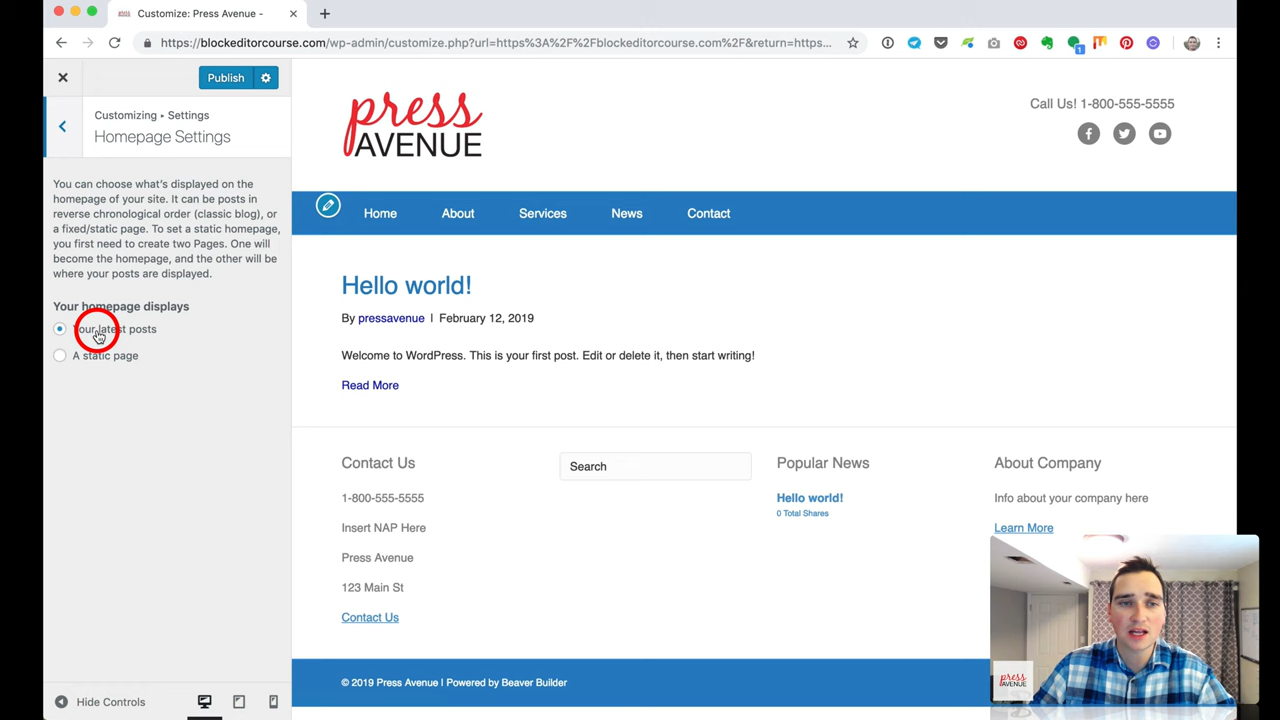 Customize: Press Avenue -
https://blockeditorcourse.com/wp-admin/customize.php?url=https%3A%2F%2Fblockeditorcourse.com%2F&return=https...
1
Publish
Customizing ▸ Settings
Homepage Settings
You can choose what's displayed on the
homepage of your site. It can be posts in
reverse chronological order (classic blog), or
a fixed/static page. To set a static homepage,
you first need to create two Pages. One will
become the homepage, and the other will be
where your posts are displayed.
Your homepage displays
Your latest posts
A static page
Hide Controls
press
AVENUE
Call Us! 1-800-555-5555
Home
About
Services
News
Contact
Hello world!
By pressavenue | February 12, 2019
Welcome to WordPress. This is your first post. Edit or delete it, then start writing!
Read More
Contact Us
1-800-555-5555
Insert NAP Here
Press Avenue
123 Main St
Contact Us
Search
Popular News
Hello world!
0 Total Shares
About Company
Info about your company here
Learn More
© 2019 Press Avenue | Powered by Beaver Builder
press
AVENUE